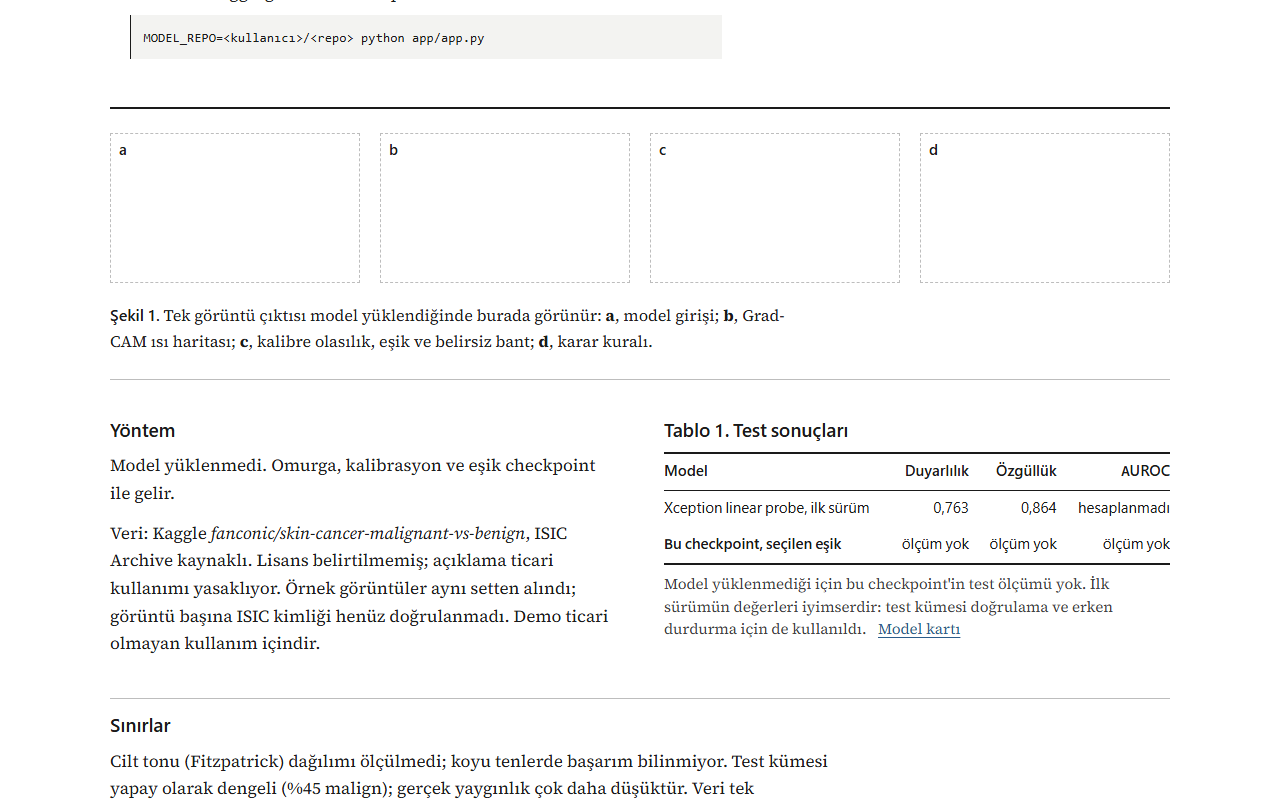 MODEL_REPO=<kullanıcı>/<repo> python app/app.py
a
b
c
d
Şekil 1. Tek görüntü çıktısı model yüklendiğinde burada görünür: a, model girişi; b, Grad-
CAM ısı haritası; c, kalibre olasılık, eşik ve belirsiz bant; d, karar kuralı.
Yöntem
Model yüklenmedi. Omurga, kalibrasyon ve eşik checkpoint
ile gelir.
Veri: Kaggle fanconic/skin-cancer-malignant-vs-benign, ISIC
Archive kaynaklı. Lisans belirtilmemiş; açıklama ticari
kullanımı yasaklıyor. Örnek görüntüler aynı setten alındı;
görüntü başına ISIC kimliği henüz doğrulanmadı. Demo ticari
olmayan kullanım içindir.
Tablo 1. Test sonuçları
Model Duyarlılık Özgüllük AUROC
Xception linear probe, ilk sürüm 0,763 0,864 hesaplanmadı
Bu checkpoint, seçilen eşik ölçüm yok ölçüm yok ölçüm yok
Model yüklenmediği için bu checkpoint'in test ölçümü yok. İlk
sürümün değerleri iyimserdir: test kümesi doğrulama ve erken
durdurma için de kullanıldı. Model kartı
Sınırlar
Cilt tonu (Fitzpatrick) dağılımı ölçülmedi; koyu tenlerde başarım bilinmiyor. Test kümesi
yapay olarak dengeli (%45 malign); gerçek yaygınlık çok daha düşüktür. Veri tek